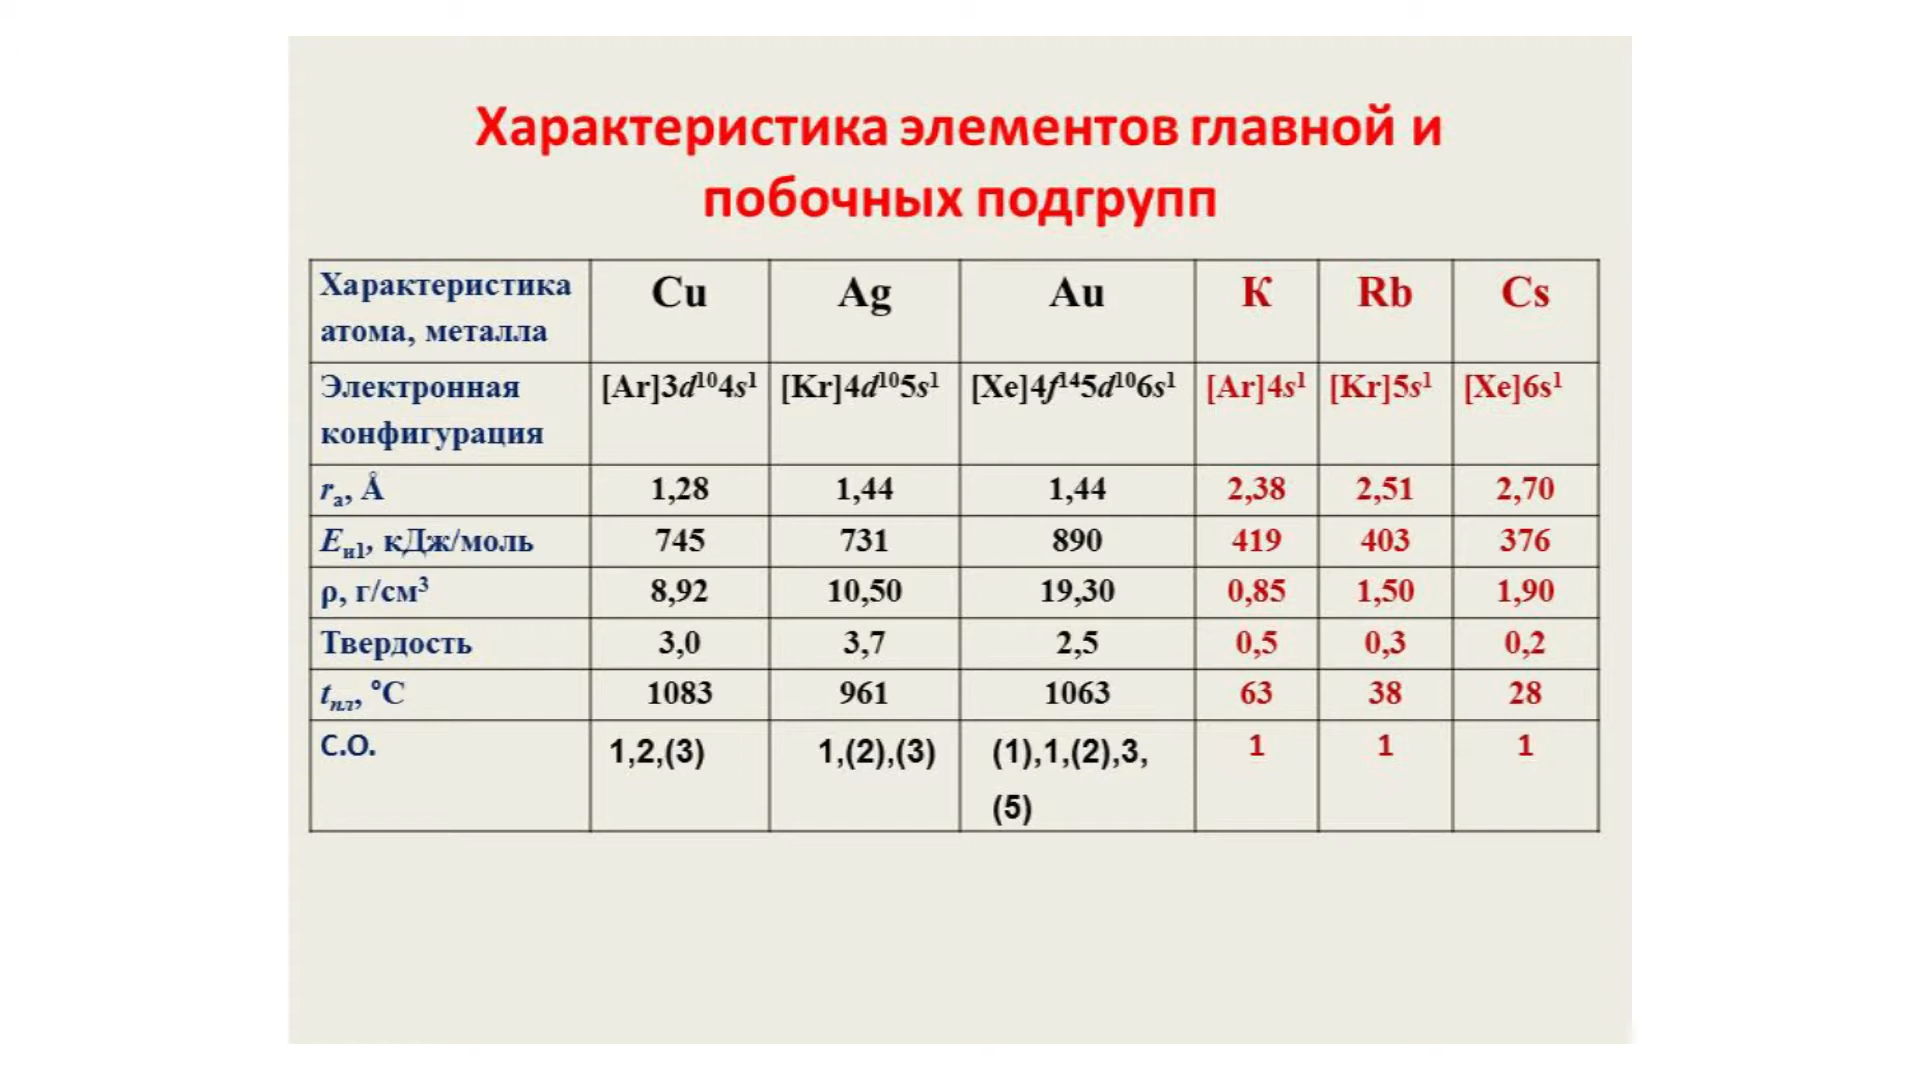 Характеристика элементов главной и
побочных подгрупп
Характеристика атома, металла Cu Ag Au К Rb Cs
Электронная конфигурация [Ar]3d¹⁰4s¹ [Kr]4d¹⁰5s¹ [Xe]4f¹⁴5d¹⁰6s¹ [Ar]4s¹ [Kr]5s¹ [Xe]6s¹
rₐ, Å 1,28 1,44 1,44 2,38 2,51 2,70
Eи1, кДж/моль 745 731 890 419 403 376
ρ, г/см³ 8,92 10,50 19,30 0,85 1,50 1,90
Твердость 3,0 3,7 2,5 0,5 0,3 0,2
tпл, °С 1083 961 1063 63 38 28
С.О. 1,2,(3) 1,(2),(3) (1),1,(2),3, (5) 1 1 1